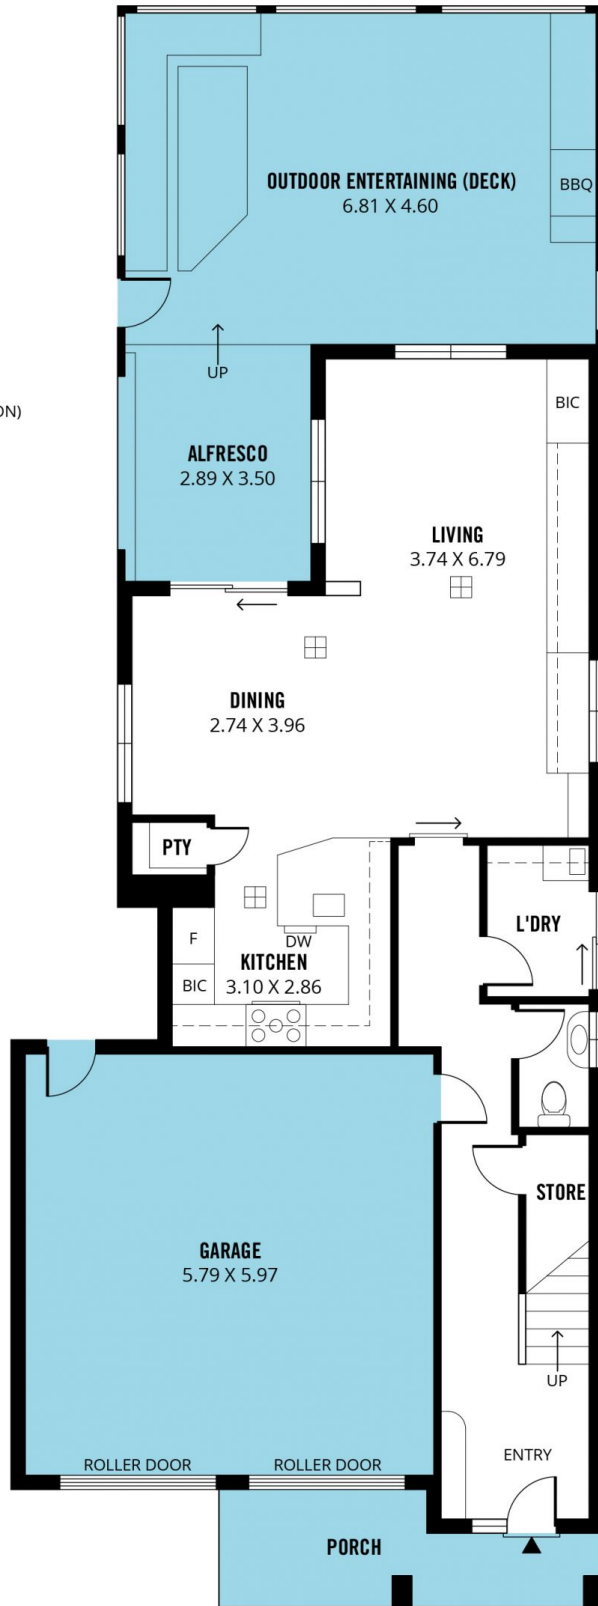 OUTDOOR ENTERTAINING (DECK)
6.81 X 4.60
BBQ
UP
ON)
BIC
ALFRESCO
2.89 X 3.50
LIVING
3.74 X 6.79
DINING
2.74 X 3.96
PTY
L'DRY
F
DW
KITCHEN
BIC
3.10 X 2.86
STORE
GARAGE
5.79 X 5.97
UP
ENTRY
ROLLER DOOR
ROLLER DOOR
PORCH